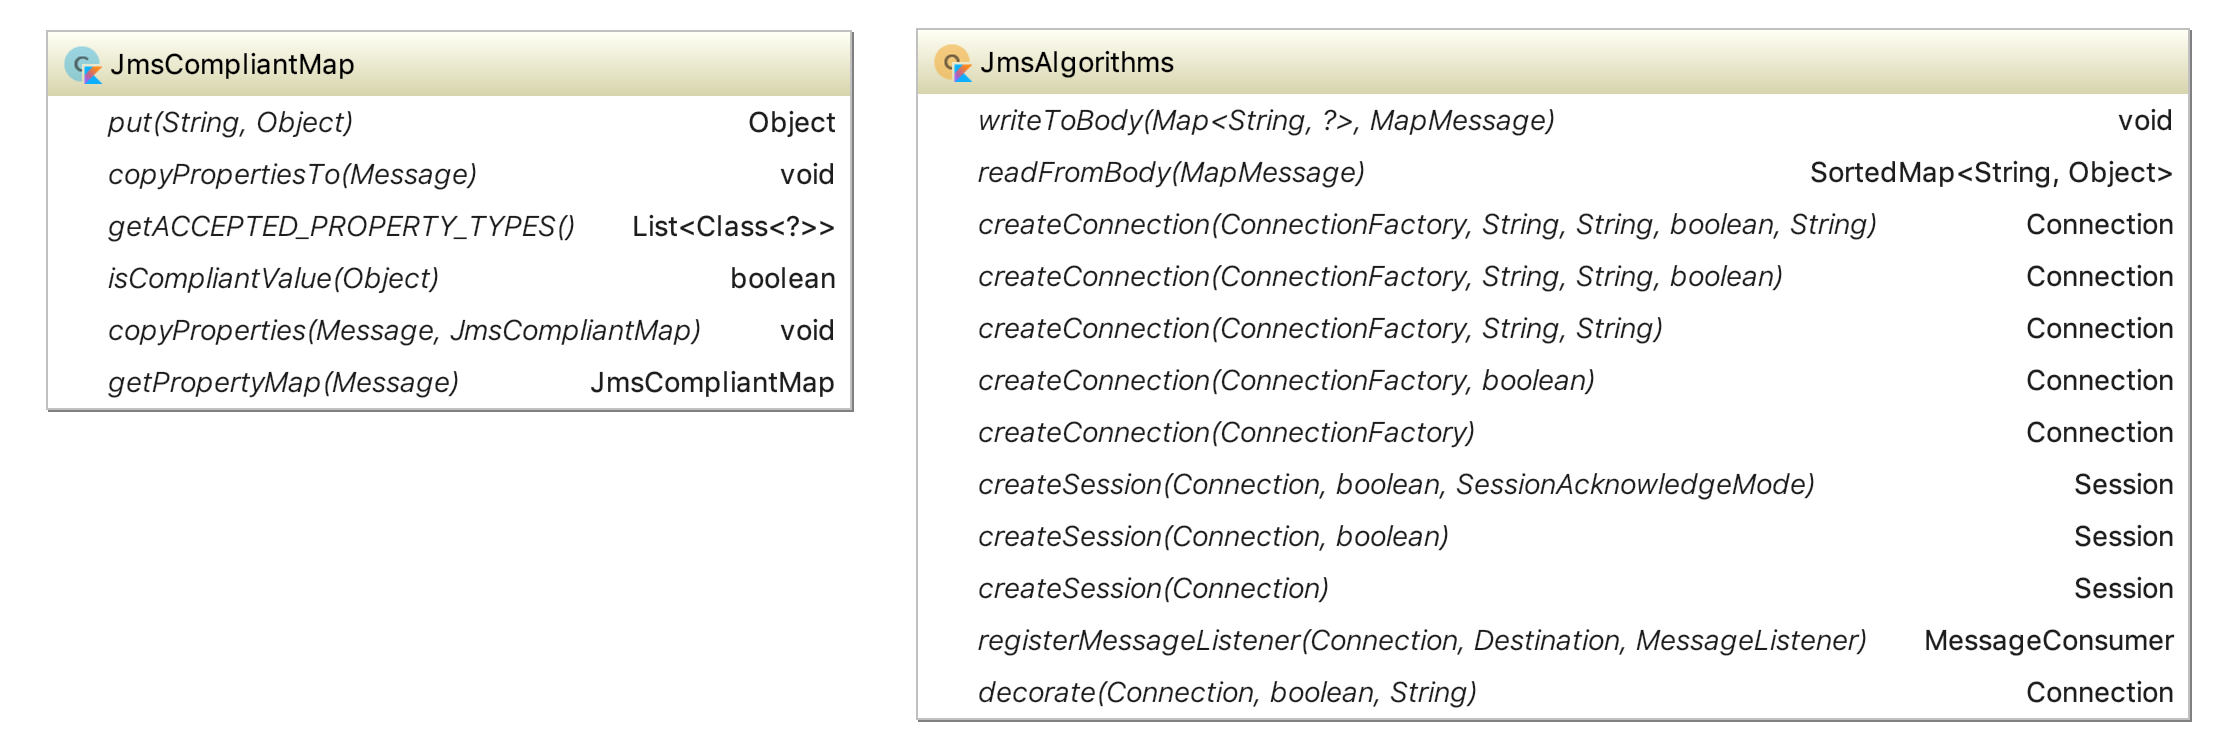 JmsCompliantMap
put(String, Object) Object
copyPropertiesTo(Message) void
getACCEPTED_PROPERTY_TYPES() List<Class<?>>
isCompliantValue(Object) boolean
copyProperties(Message, JmsCompliantMap) void
getPropertyMap(Message) JmsCompliantMap
JmsAlgorithms
writeToBody(Map<String, ?>, MapMessage) void
readFromBody(MapMessage) SortedMap<String, Object>
createConnection(ConnectionFactory, String, String, boolean, String) Connection
createConnection(ConnectionFactory, String, String, boolean) Connection
createConnection(ConnectionFactory, String, String) Connection
createConnection(ConnectionFactory, boolean) Connection
createConnection(ConnectionFactory) Connection
createSession(Connection, boolean, SessionAcknowledgeMode) Session
createSession(Connection, boolean) Session
createSession(Connection) Session
registerMessageListener(Connection, Destination, MessageListener) MessageConsumer
decorate(Connection, boolean, String) Connection